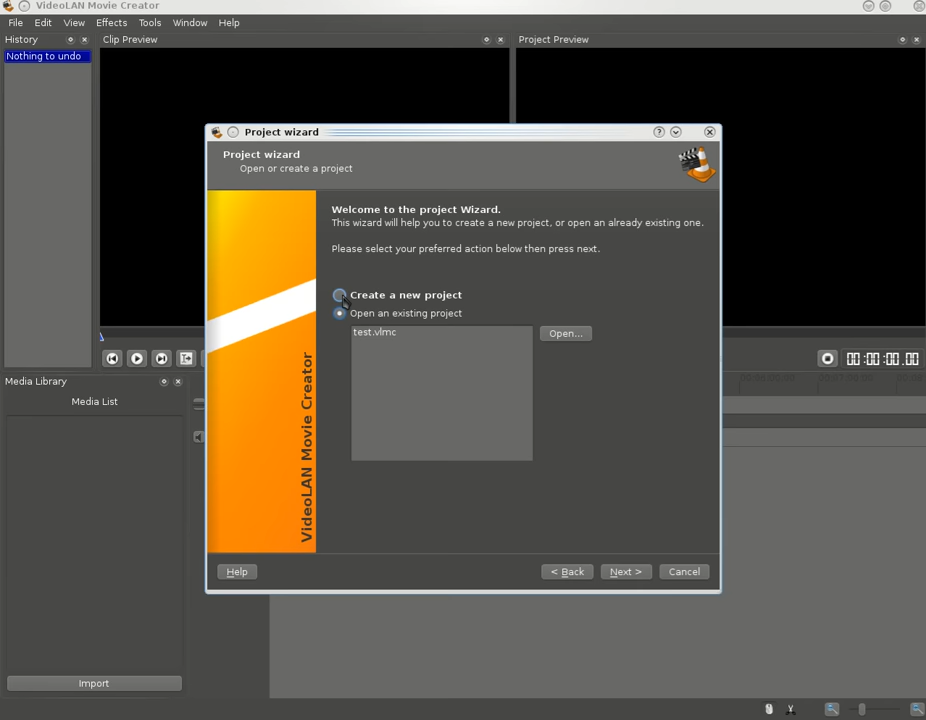 VideoLAN Movie Creator
File Edit View Effects Tools Window Help
History
Clip Preview
Project Preview
Nothing to undo
Project wizard
Project wizard
Open or create a project
Welcome to the project Wizard.
This wizard will help you to create a new project, or open an already existing one.
Please select your preferred action below then press next.
Create a new project
Open an existing project
test.vlmc
Open...
VideoLAN Movie Creator
00:00:00.00
Media Library
Media List
Help
< Back
Next >
Cancel
Import